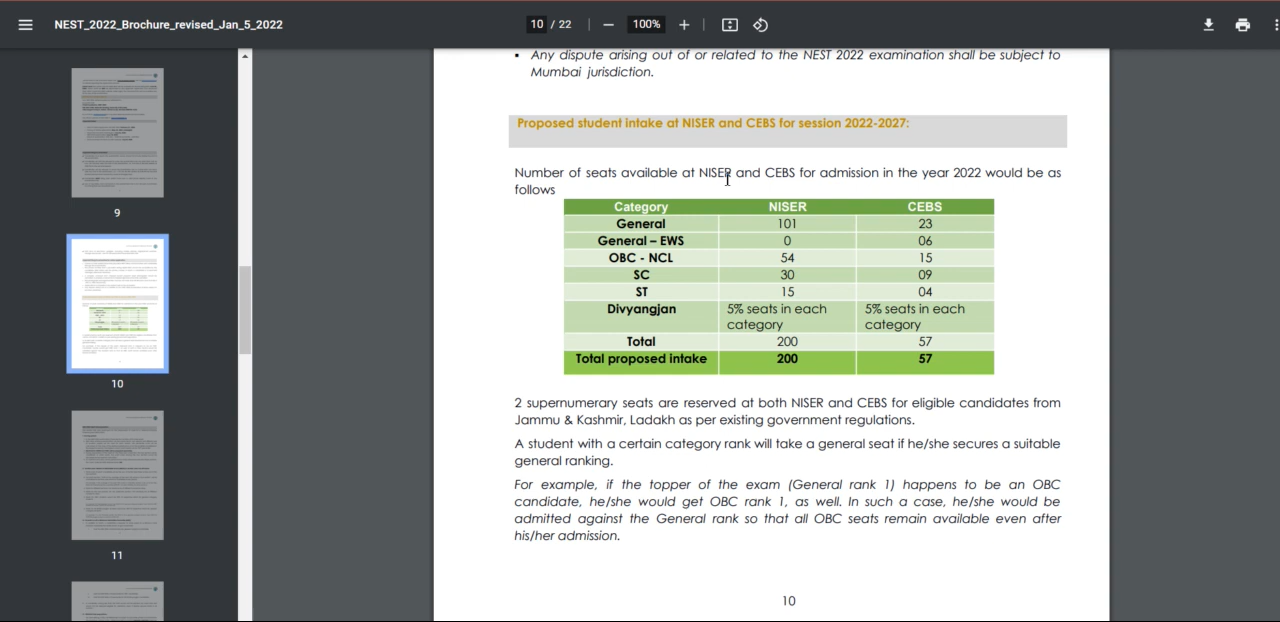 NEST_2022_Brochure_revised_Jan_5_2022
10 / 22
100%
9
10
11
▪ Any dispute arising out of or related to the NEST 2022 examination shall be subject to
Mumbai jurisdiction.
Proposed student intake at NISER and CEBS for session 2022-2027:
Number of seats available at NISER and CEBS for admission in the year 2022 would be as
follows
Category NISER CEBS
General 101 23
General – EWS 0 06
OBC - NCL 54 15
SC 30 09
ST 15 04
Divyangjan 5% seats in each 5% seats in each
category category
Total 200 57
Total proposed intake 200 57
2 supernumerary seats are reserved at both NISER and CEBS for eligible candidates from
Jammu & Kashmir, Ladakh as per existing government regulations.
A student with a certain category rank will take a general seat if he/she secures a suitable
general ranking.
For example, if the topper of the exam (General rank 1) happens to be an OBC
candidate, he/she would get OBC rank 1, as well. In such a case, he/she would be
admitted against the General rank so that all OBC seats remain available even after
his/her admission.
10